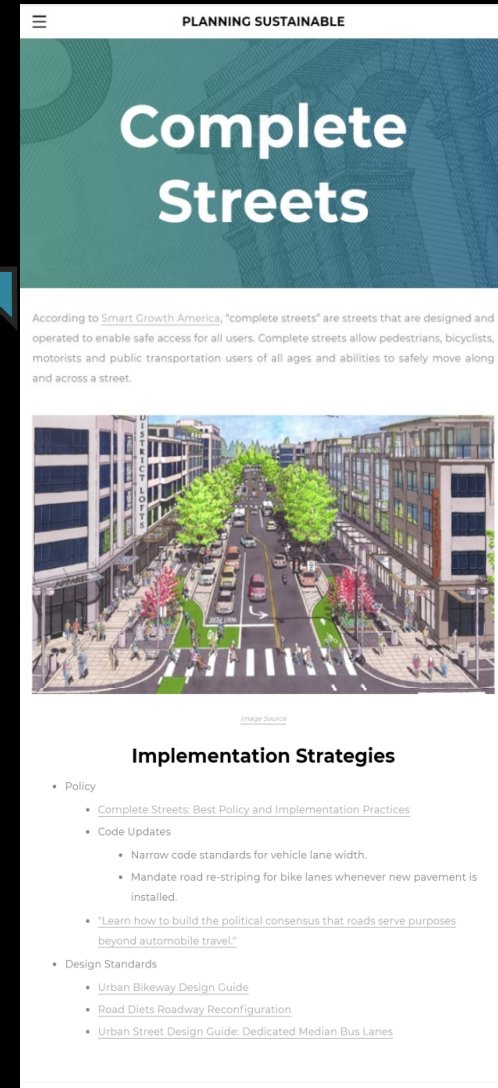 PLANNING SUSTAINABLE
Complete
Streets
According to Smart Growth America, "complete streets" are streets that are designed and
operated to enable safe access for all users. Complete streets allow pedestrians, bicyclists,
motorists and public transportation users of all ages and abilities to safely move along
and across a street.
DISTRICT LOFTS
APPAREL
Image Source
Implementation Strategies
• Policy
• Complete Streets: Best Policy and Implementation Practices
• Code Updates
• Narrow code standards for vehicle lane width.
• Mandate road re-striping for bike lanes whenever new pavement is
installed.
• "Learn how to build the political consensus that roads serve purposes
beyond automobile travel."
• Design Standards
• Urban Bikeway Design Guide
• Road Diets Roadway Reconfiguration
• Urban Street Design Guide: Dedicated Median Bus Lanes